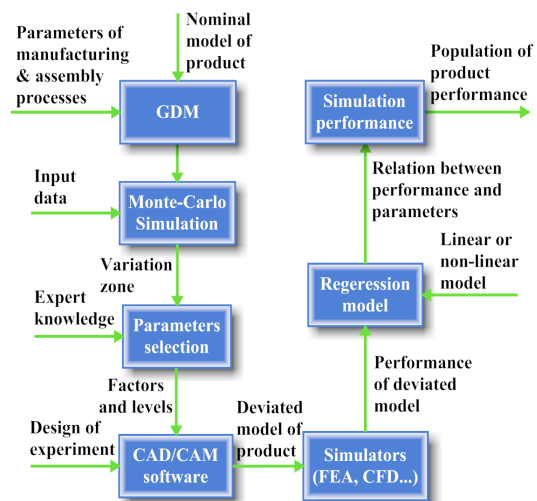 Parameters of
manufacturing
& assembly
processes
Nominal
model of
product
GDM
Input
data
Monte-Carlo
Simulation
Variation
zone
Expert
knowledge
Parameters
selection
Factors
and levels
Design of
experiment
CAD/CAM
software
Deviated
model of
product
Simulators
(FEA, CFD...)
Performance
of deviated
model
Regeression
model
Linear or
non-linear
model
Relation between
performance and
parameters
Simulation
performance
Population of
product
performance